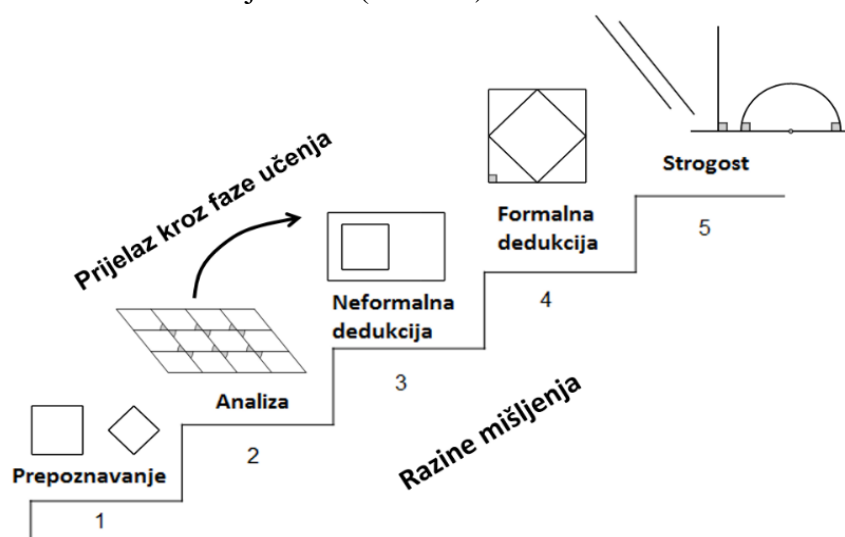 Strogost
5
Formalna
dedukcija
4
Prijelaz kroz faze učenja
Neformalna
dedukcija
3
Analiza
2
Razine mišljenja
Prepoznavanje
1